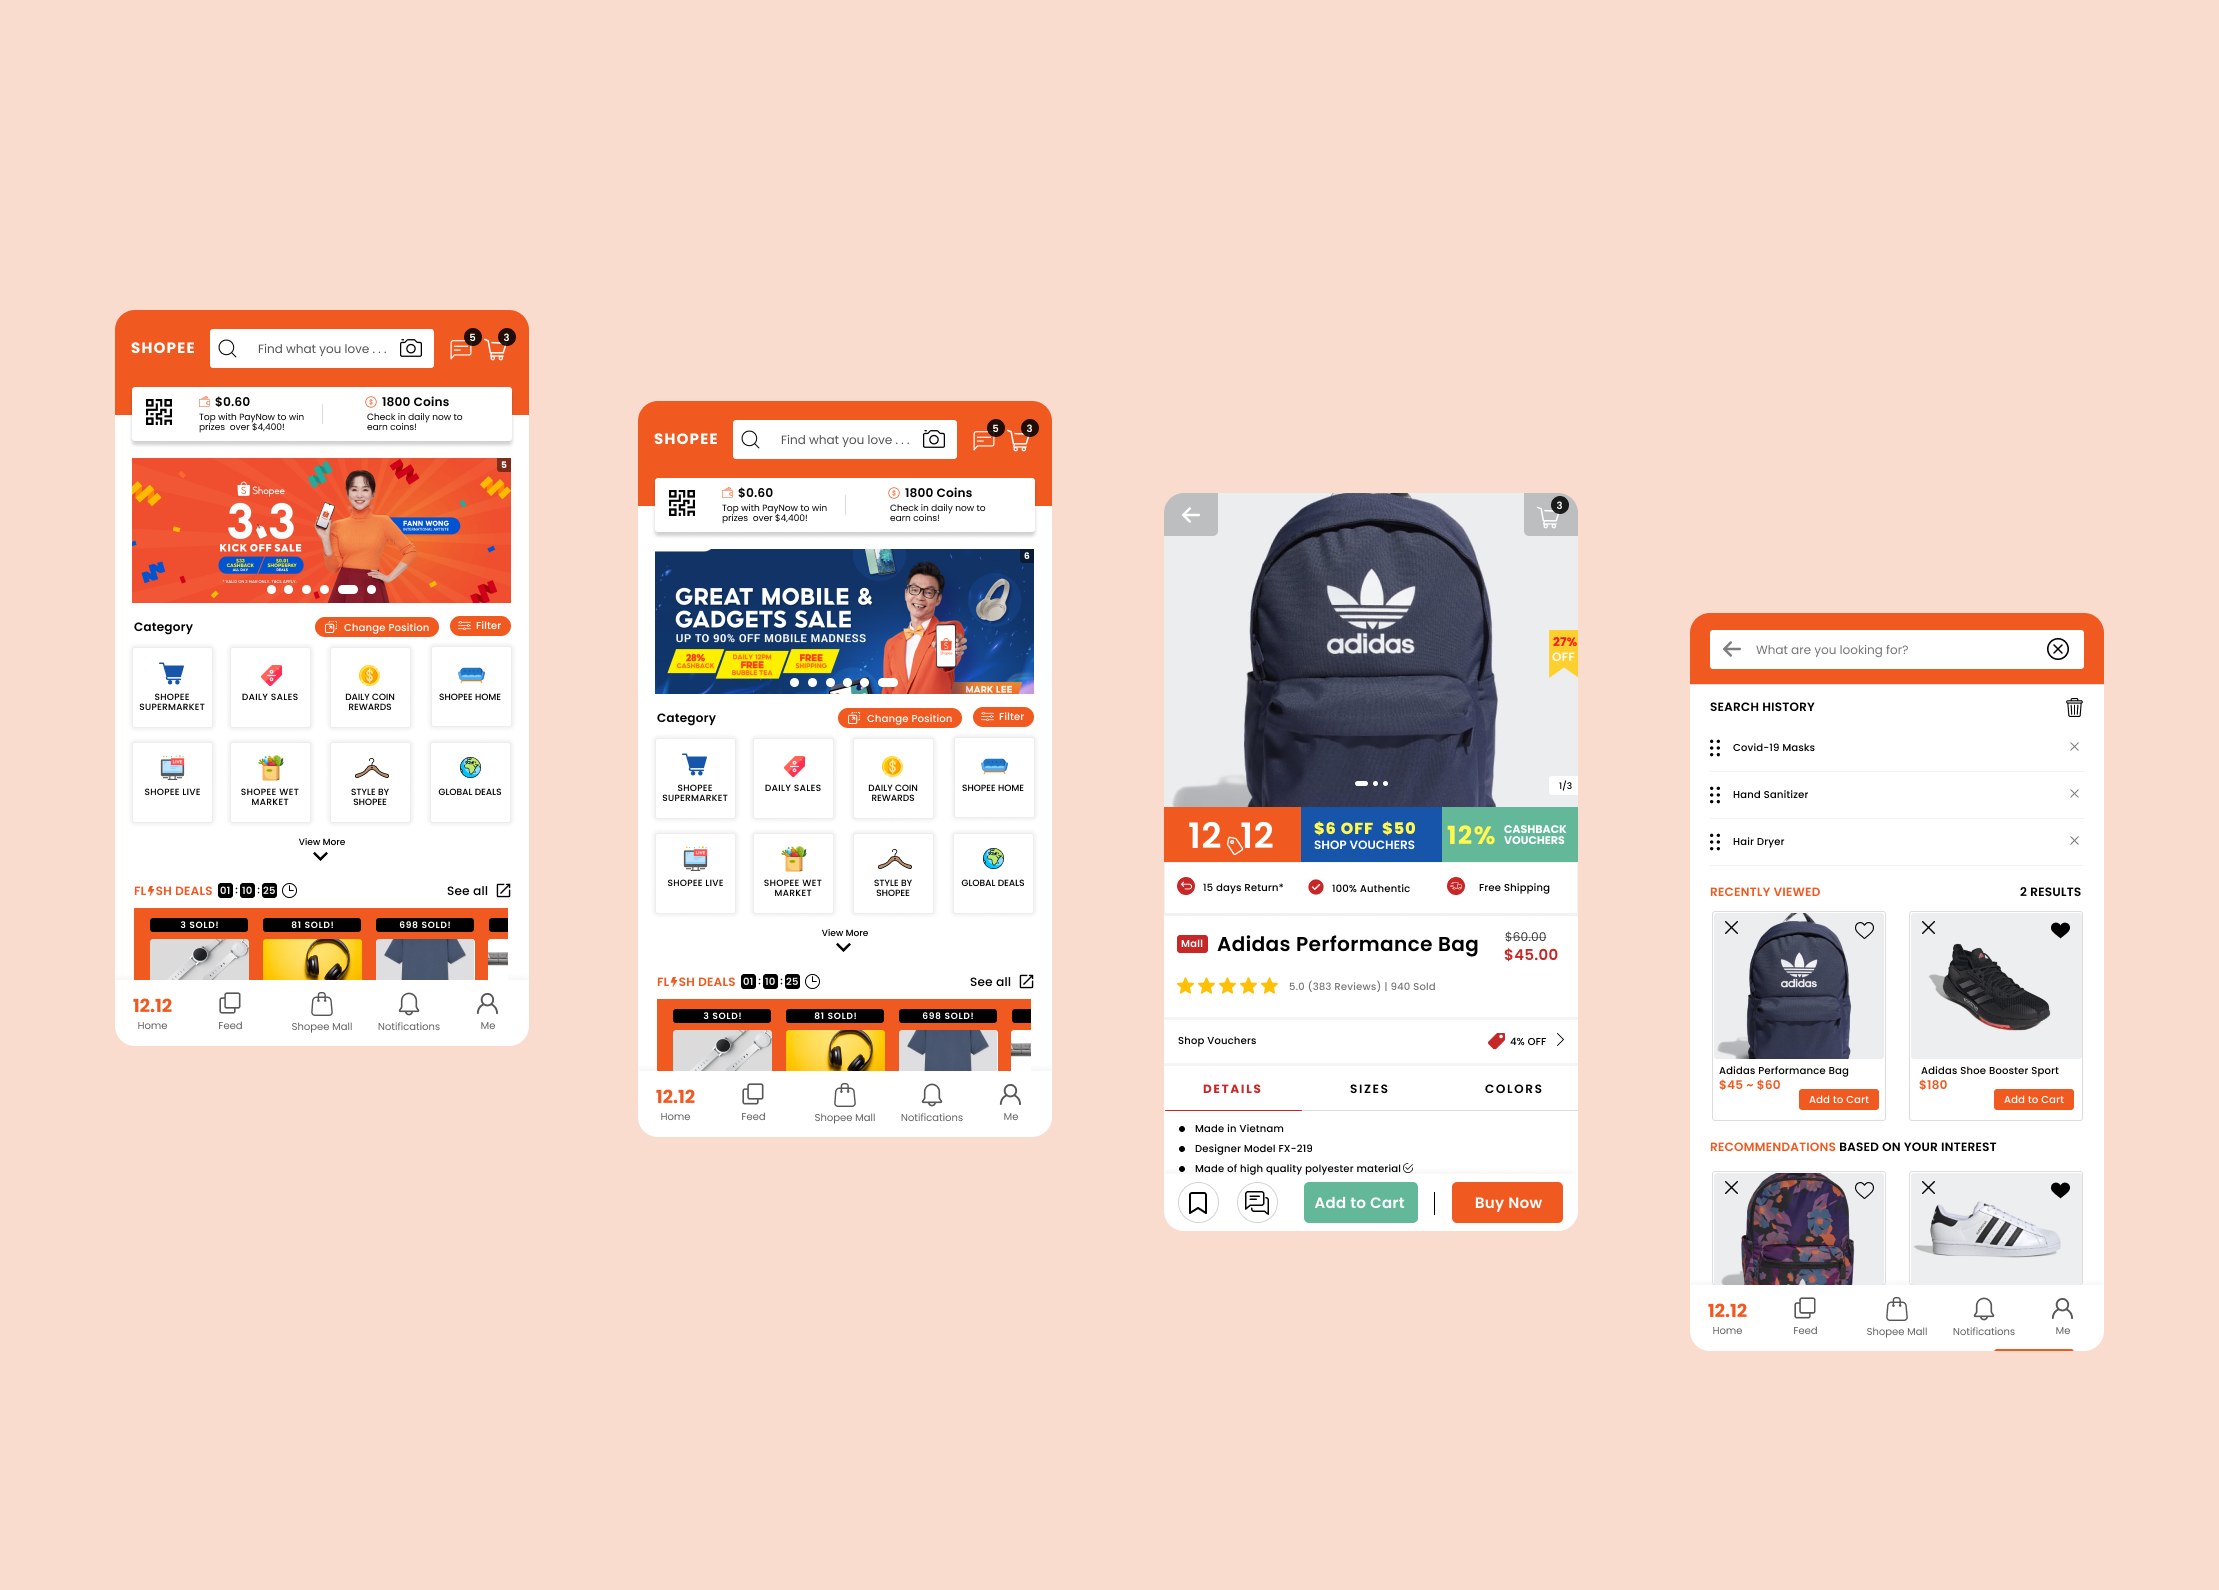 SHOPEE
Find what you love . . .
5
3
$0.60
Top with PayNow to win
prizes over $4,400!
1800 Coins
Check in daily now to
earn coins!
5
Shopee
3.3
KICK OFF SALE
CASHBACK
ALL DAY
$0.01
SHOPEEPAY
DEALS
FANN WONG
INTERNATIONAL ARTISTE
Category
Change Position
Filter
SHOPEE
SUPERMARKET
DAILY SALES
DAILY COIN
REWARDS
SHOPEE HOME
LIVE
SHOPEE LIVE
SHOPEE WET
MARKET
STYLE BY
SHOPEE
GLOBAL DEALS
View More
FLASH DEALS 01 : 10 : 25
See all
3 SOLD!
81 SOLD!
698 SOLD!
12.12
Home
Feed
Shopee Mall
Notifications
Me
SHOPEE
Find what you love . . .
5
3
$0.60
Top with PayNow to win
prizes over $4,400!
1800 Coins
Check in daily now to
earn coins!
6
GREAT MOBILE &
GADGETS SALE
UP TO 90% OFF MOBILE MADNESS
28%
CASHBACK
DAILY 12PM
FREE
BUBBLE TEA
FREE
SHIPPING
Shopee
MARK LEE
Category
Change Position
Filter
SHOPEE
SUPERMARKET
DAILY SALES
DAILY COIN
REWARDS
SHOPEE HOME
LIVE
SHOPEE LIVE
SHOPEE WET
MARKET
STYLE BY
SHOPEE
GLOBAL DEALS
View More
FLASH DEALS 01 : 10 : 25
See all
3 SOLD!
81 SOLD!
698 SOLD!
12.12
Home
Feed
Shopee Mall
Notifications
Me
3
adidas
27%
OFF
1/3
12.12
$6 OFF $50
SHOP VOUCHERS
12%
CASHBACK
VOUCHERS
15 days Return*
100% Authentic
Free Shipping
Mall
Adidas Performance Bag
$60.00
$45.00
5.0 (383 Reviews) | 940 Sold
Shop Vouchers
4% OFF
DETAILS
SIZES
COLORS
Made in Vietnam
Designer Model FX-219
Made of high quality polyester material
Add to Cart
Buy Now
What are you looking for?
SEARCH HISTORY
Covid-19 Masks
Hand Sanitizer
Hair Dryer
RECENTLY VIEWED
2 RESULTS
adidas
Adidas Performance Bag
$45 ~ $60
Add to Cart
Adidas Shoe Booster Sport
$180
Add to Cart
RECOMMENDATIONS BASED ON YOUR INTEREST
12.12
Home
Feed
Shopee Mall
Notifications
Me